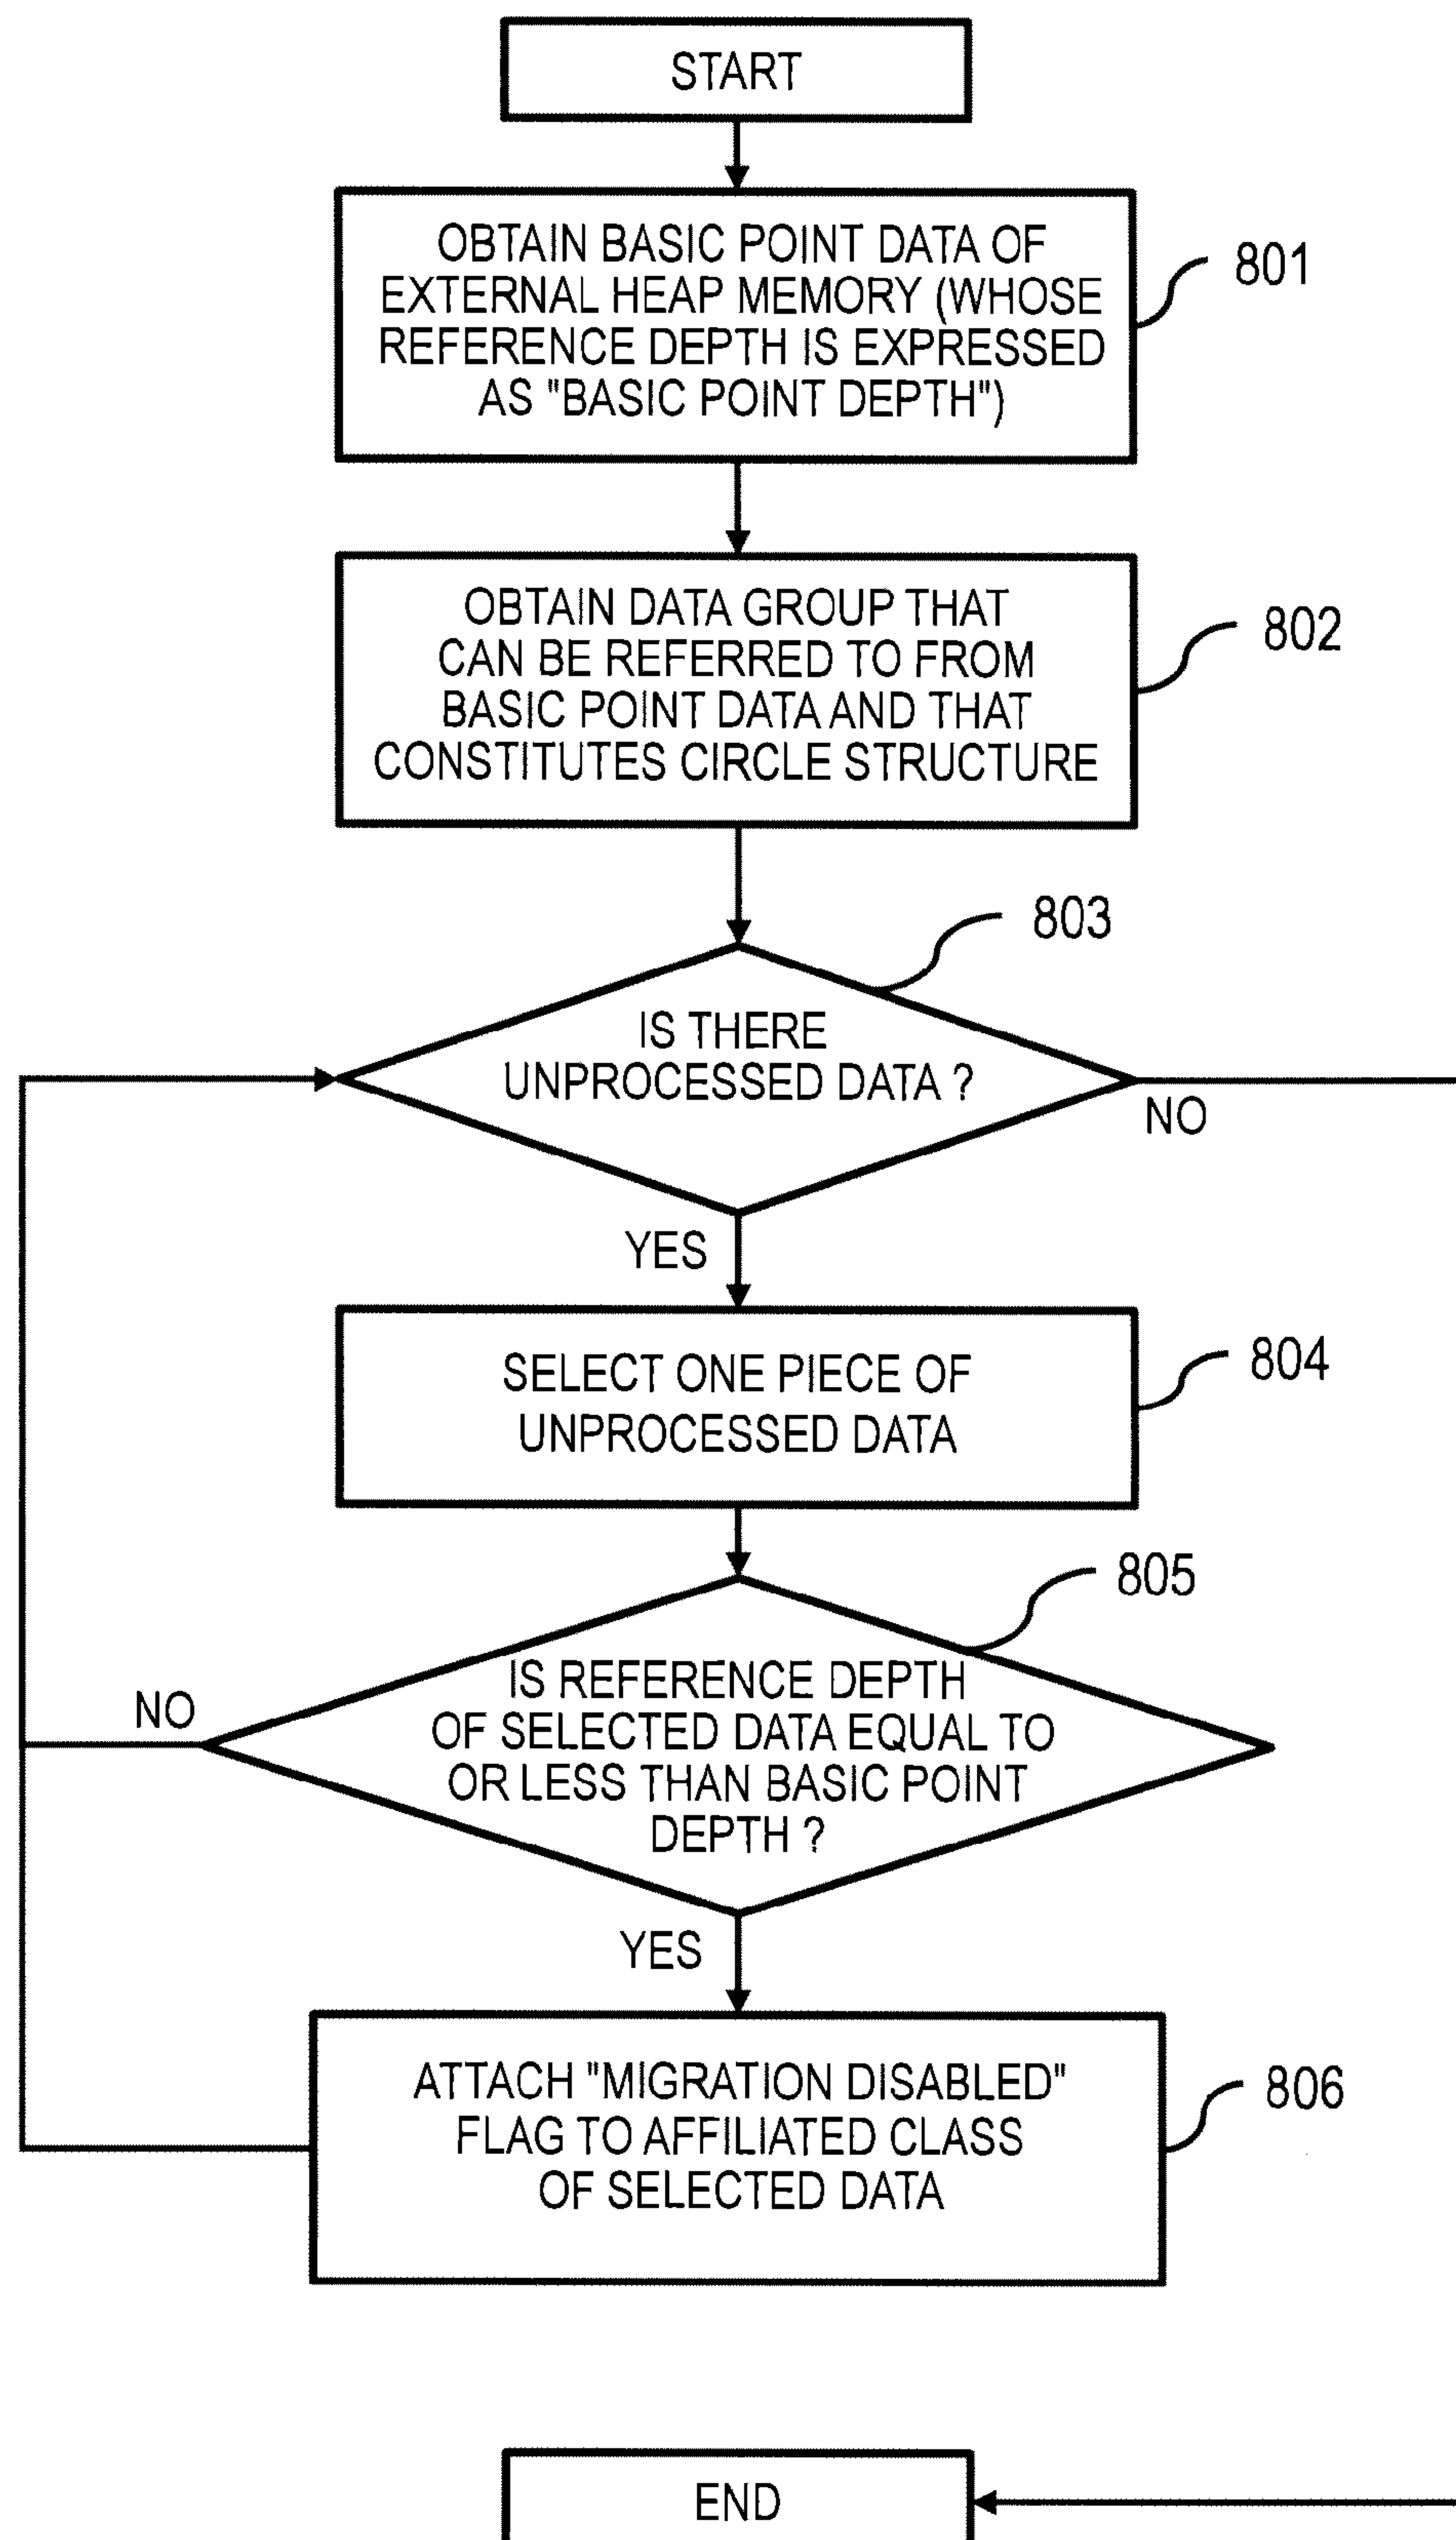 START
OBTAIN BASIC POINT DATA OF
EXTERNAL HEAP MEMORY (WHOSE
REFERENCE DEPTH IS EXPRESSED
AS "BASIC POINT DEPTH")
801
OBTAIN DATA GROUP THAT
CAN BE REFERRED TO FROM
BASIC POINT DATA AND THAT
CONSTITUTES CIRCLE STRUCTURE
802
803
IS THERE
UNPROCESSED DATA ?
NO
YES
SELECT ONE PIECE OF
UNPROCESSED DATA
804
805
IS REFERENCE DEPTH
OF SELECTED DATA EQUAL TO
OR LESS THAN BASIC POINT
DEPTH ?
NO
YES
ATTACH "MIGRATION DISABLED"
FLAG TO AFFILIATED CLASS
OF SELECTED DATA
806
END